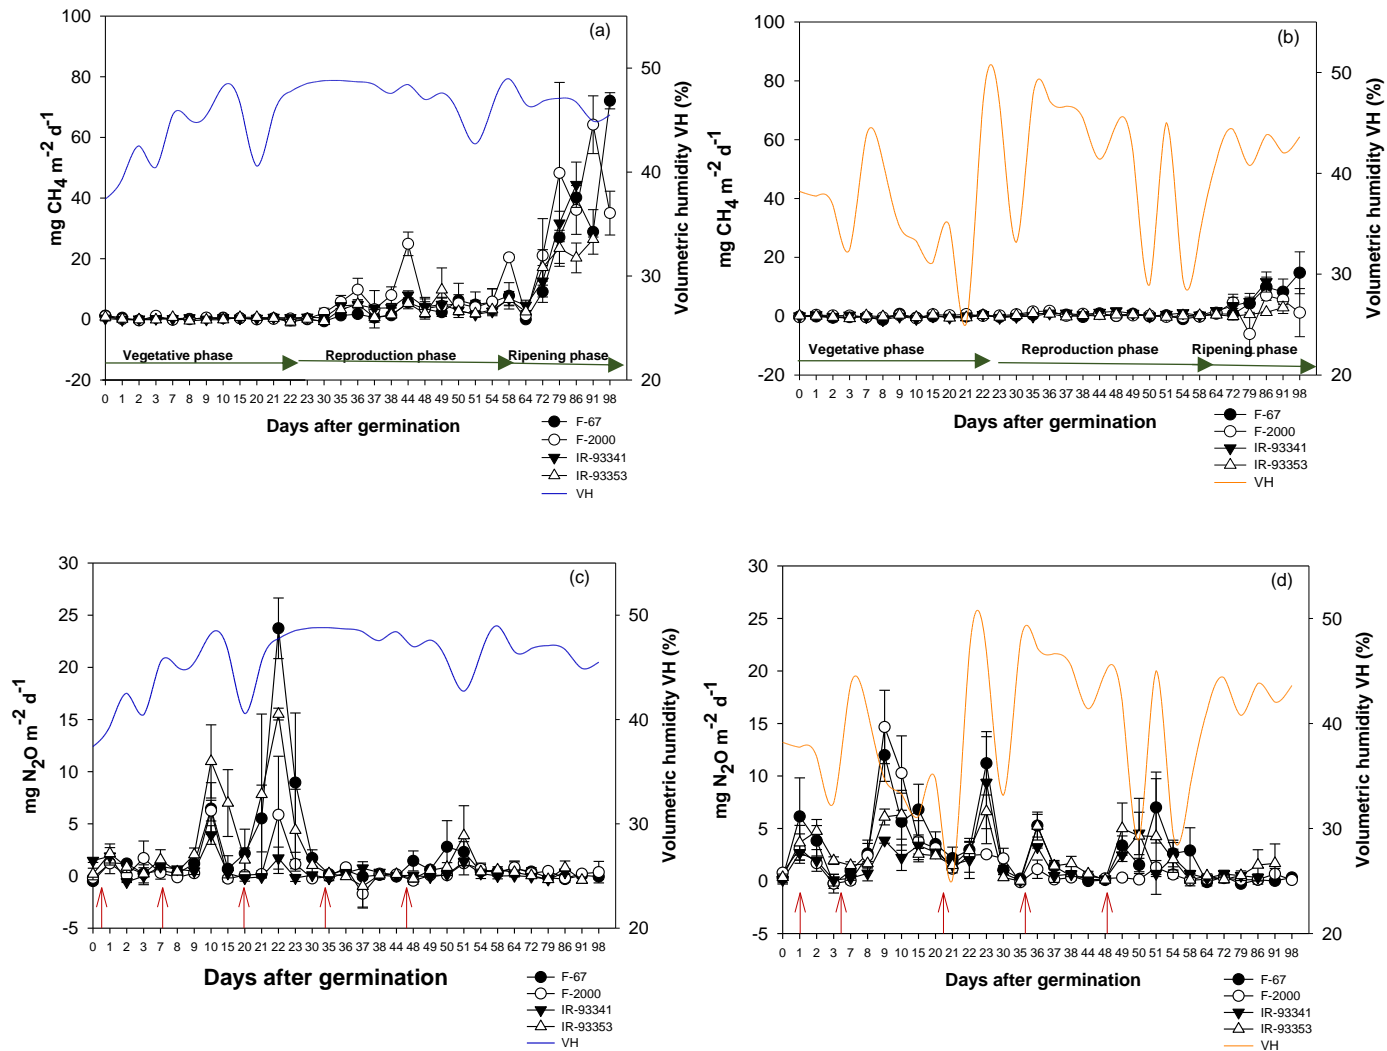 (a)
100
80
60
40
20
0
-20
mg CH4 m-2 d-1
50
40
30
20
Volumetric humidity VH (%)
Vegetative phase Reproduction phase Ripening phase
0 1 2 3 7 8 9 10 15 20 21 22 23 30 35 36 37 38 44 48 49 50 51 54 58 64 72 79 86 91 98
Days after germination
F-67
F-2000
IR-93341
IR-93353
VH
(b)
100
80
60
40
20
0
-20
mg CH4 m-2 d-1
50
40
30
20
Volumetric humidity VH (%)
Vegetative phase Reproduction phase Ripening phase
0 1 2 3 7 8 9 10 15 20 21 22 23 30 35 36 37 38 44 48 49 50 51 54 58 64 72 79 86 91 98
Days after germination
F-67
F-2000
IR-93341
IR-93353
VH
(c)
30
25
20
15
10
5
0
-5
mg N2O m-2 d-1
50
40
30
20
Volumetric humidity VH (%)
0 1 2 3 7 8 9 10 15 20 21 22 23 30 35 36 37 38 44 48 49 50 51 54 58 64 72 79 86 91 98
Days after germination
F-67
F-2000
IR-93341
IR-93353
VH
(d)
30
25
20
15
10
5
0
-5
mg N2O m-2 d-1
50
40
30
20
Volumetric humidity VH (%)
0 1 2 3 7 8 9 10 15 20 21 22 23 30 35 36 37 38 44 48 49 50 51 54 58 64 72 79 86 91 98
Days after germination
F-67
F-2000
IR-93341
IR-93353
VH